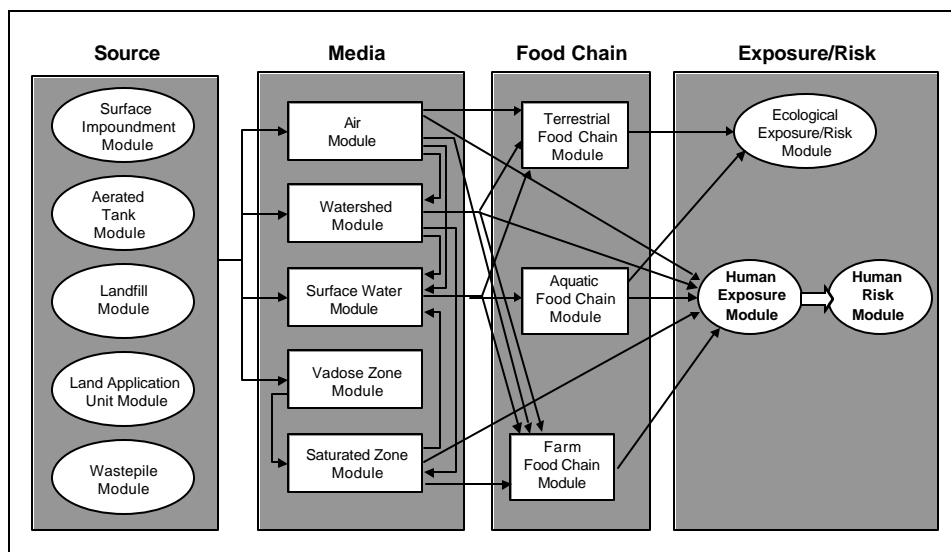 Source
Surface
Impoundment
Module
Aerated
Tank
Module
Landfill
Module
Land Application
Unit Module
Wastepile
Module
Media
Air
Module
Watershed
Module
Surface Water
Module
Vadose Zone
Module
Saturated Zone
Module
Food Chain
Terrestrial
Food Chain
Module
Aquatic
Food Chain
Module
Farm
Food Chain
Module
Exposure/Risk
Ecological
Exposure/Risk
Module
Human
Exposure
Module
Human
Risk
Module